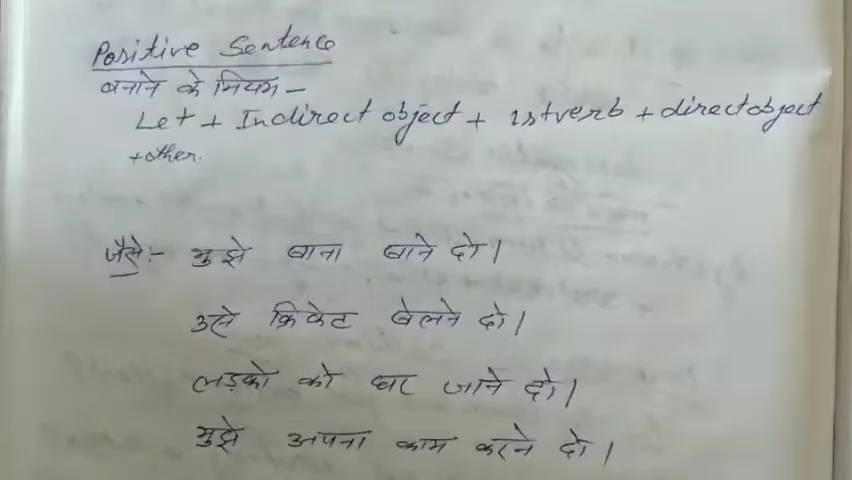 Positive Sentence
बनाने के नियम –
Let + Indirect object + 1st verb + direct object
+ other.
जैसे:- मुझे खाना खाने दो।
उसे क्रिकेट खेलने दो।
लड़को को घर जाने दो।
मुझे अपना काम करने दो।